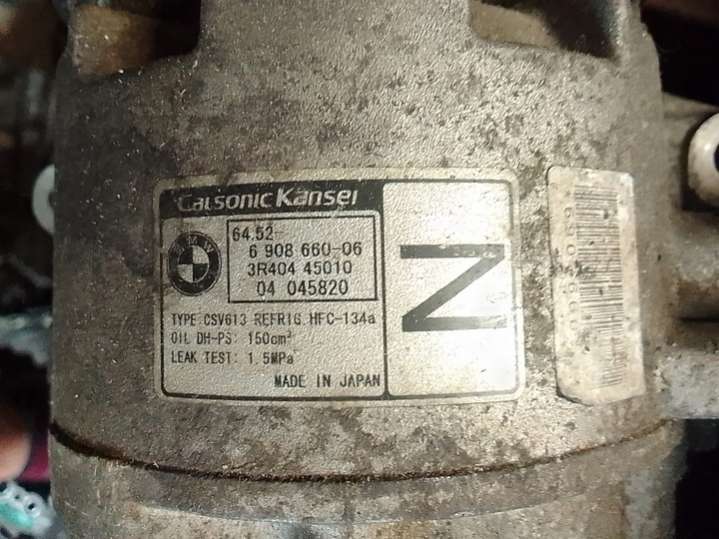 Calsonic Kansei
BMW
64.52-
6 908 660-06
3R404 45010
04 045820
TYPE CSV613 REFRIG. HFC-134a
OIL DH-PS: 150cm³
LEAK TEST: 1.5MPa
MADE IN JAPAN
N